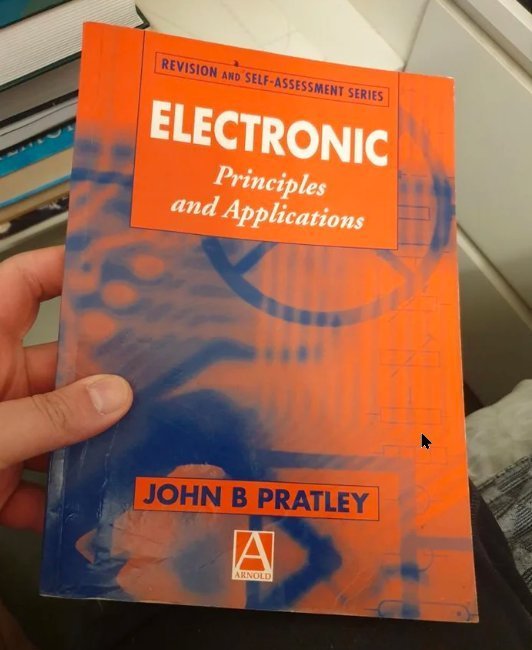 REVISION AND SELF-ASSESSMENT SERIES
ELECTRONIC
Principles
and Applications
JOHN B PRATLEY
A
ARNOLD